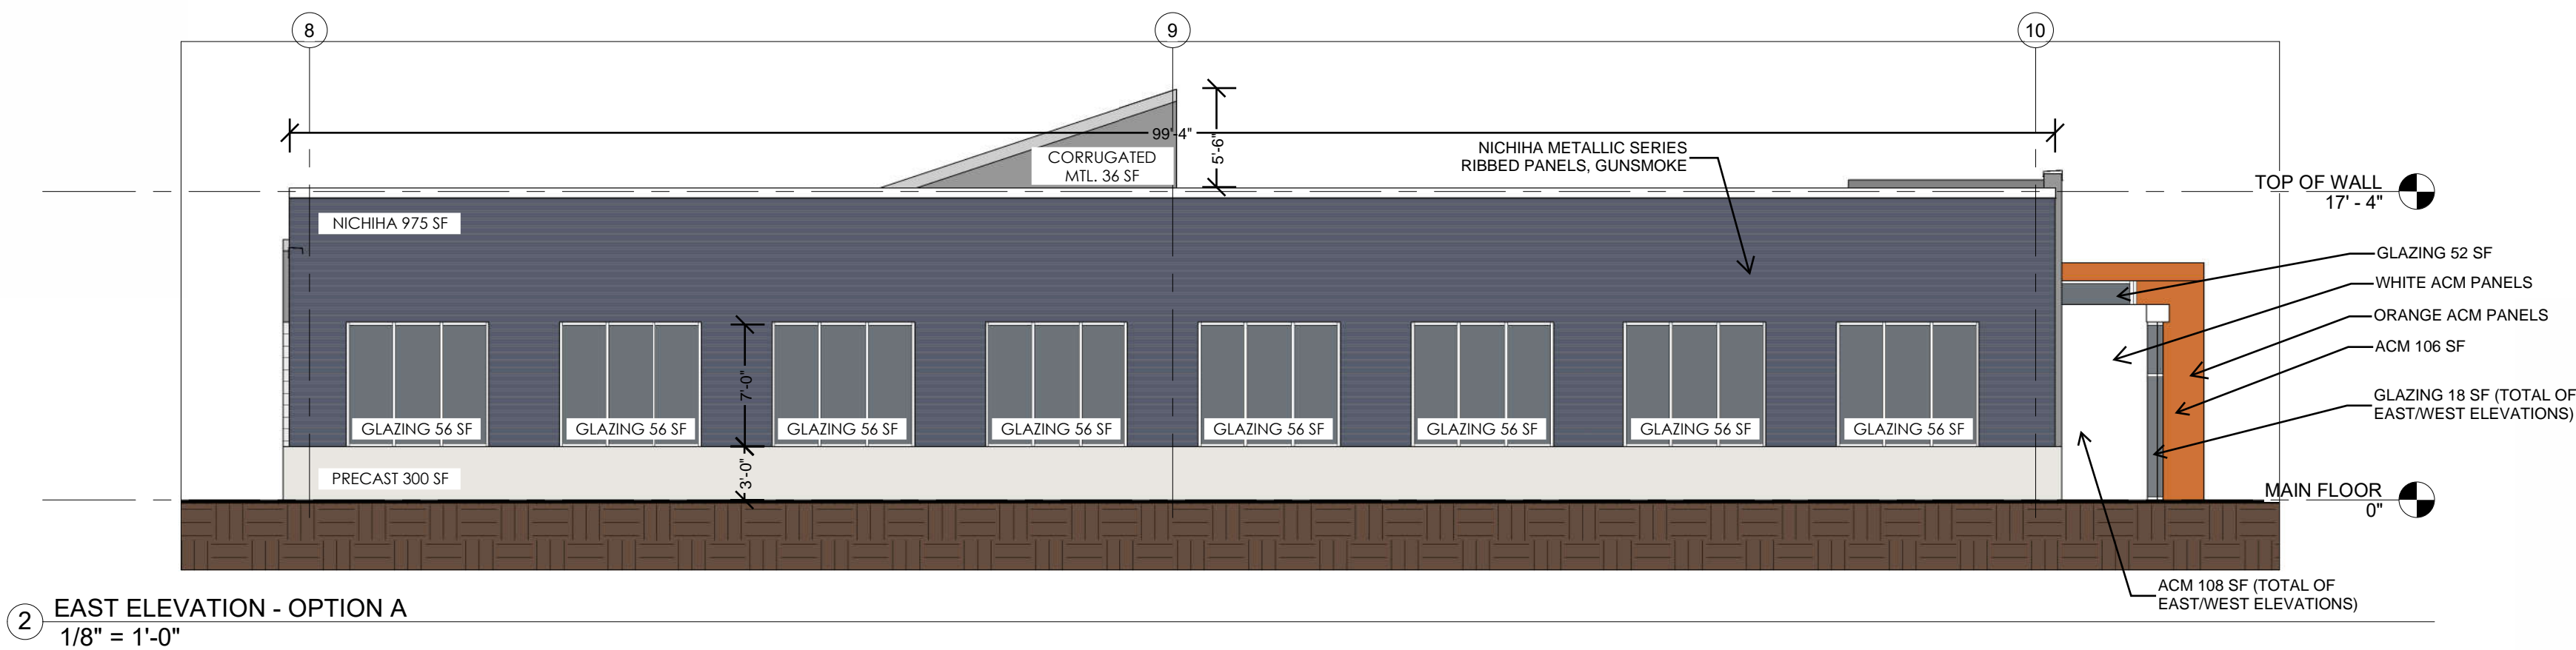 8
9
10
99'-4"
5'-6"
CORRUGATED
MTL. 36 SF
NICHIHA METALLIC SERIES
RIBBED PANELS, GUNSMOKE
TOP OF WALL
17' - 4"
NICHIHA 975 SF
GLAZING 52 SF
WHITE ACM PANELS
ORANGE ACM PANELS
ACM 106 SF
GLAZING 18 SF (TOTAL OF
EAST/WEST ELEVATIONS)
7'-0"
GLAZING 56 SF
GLAZING 56 SF
GLAZING 56 SF
GLAZING 56 SF
GLAZING 56 SF
GLAZING 56 SF
GLAZING 56 SF
GLAZING 56 SF
PRECAST 300 SF
3'-0"
MAIN FLOOR
0"
ACM 108 SF (TOTAL OF
EAST/WEST ELEVATIONS)
2
EAST ELEVATION - OPTION A
1/8" = 1'-0"